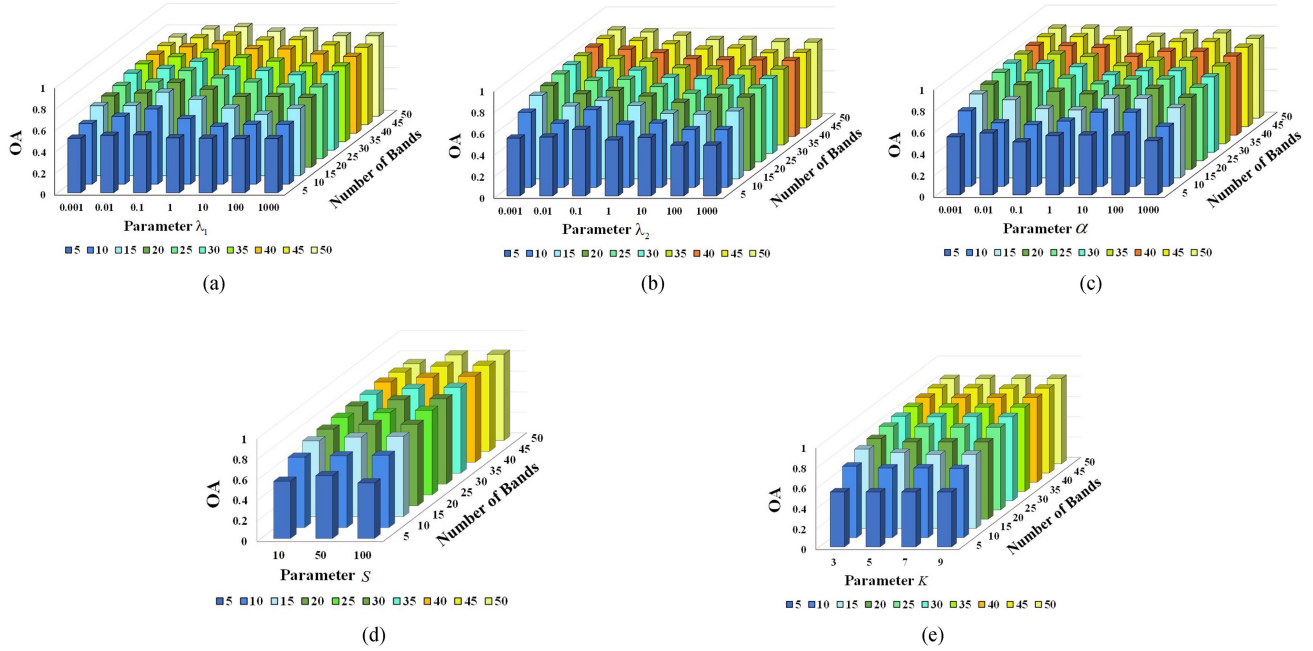 1
0.8
0.6
0.4
0.2
0
OA
0.001 0.01 0.1 1 10 100 1000
Parameter λ1
5 10 15 20 25 30 35 40 45 50
Number of Bands
5 10 15 20 25 30 35 40 45 50
(a)
1
0.8
0.6
0.4
0.2
0
OA
0.001 0.01 0.1 1 10 100 1000
Parameter λ2
5 10 15 20 25 30 35 40 45 50
Number of Bands
5 10 15 20 25 30 35 40 45 50
(b)
1
0.8
0.6
0.4
0.2
0
OA
0.001 0.01 0.1 1 10 100 1000
Parameter α
5 10 15 20 25 30 35 40 45 50
Number of Bands
5 10 15 20 25 30 35 40 45 50
(c)
1
0.8
0.6
0.4
0.2
0
OA
10 50 100
Parameter S
5 10 15 20 25 30 35 40 45 50
Number of Bands
5 10 15 20 25 30 35 40 45 50
(d)
1
0.8
0.6
0.4
0.2
0
OA
3 5 7 9
Parameter K
5 10 15 20 25 30 35 40 45 50
Number of Bands
5 10 15 20 25 30 35 40 45 50
(e)